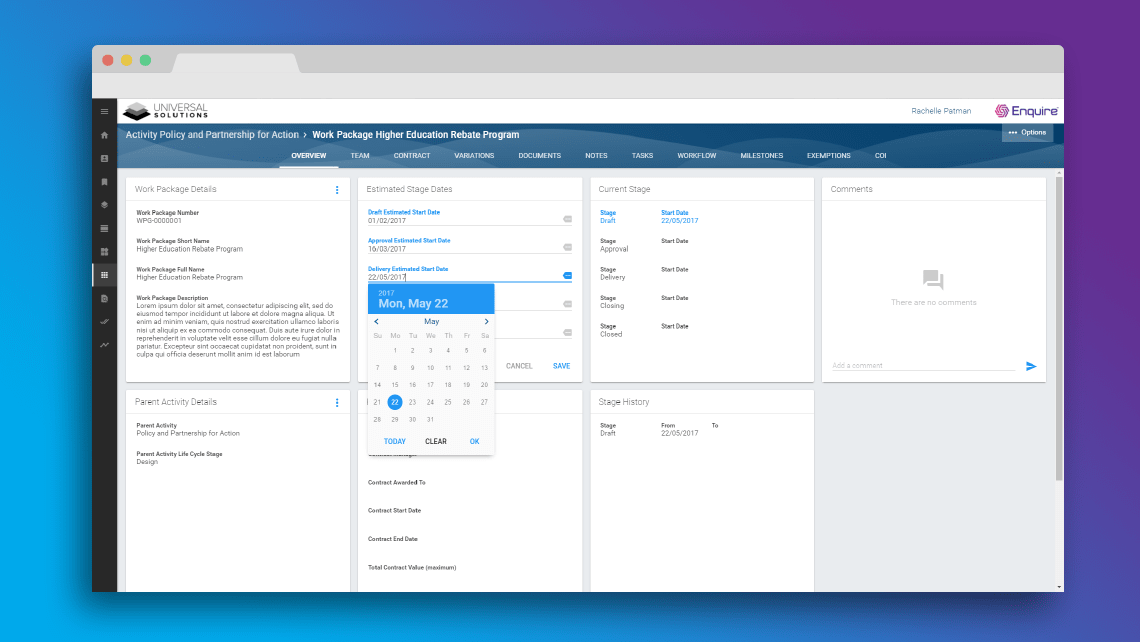 UNIVERSAL
SOLUTIONS
Rachelle Patman
Enquire
Activity Policy and Partnership for Action › Work Package Higher Education Rebate Program
••• Options
OVERVIEW TEAM CONTRACT VARIATIONS DOCUMENTS NOTES TASKS WORKFLOW MILESTONES EXEMPTIONS COI
Work Package Details
Work Package Number
WPG-0000001
Work Package Short Name
Higher Education Rebate Program
Work Package Full Name
Higher Education Rebate Program
Work Package Description
Lorem ipsum dolor sit amet, consectetur adipiscing elit, sed do
eiusmod tempor incididunt ut labore et dolore magna aliqua. Ut
enim ad minim veniam, quis nostrud exercitation ullamco laboris
nisi ut aliquip ex ea commodo consequat. Duis aute irure dolor in
reprehenderit in voluptate velit esse cillum dolore eu fugiat nulla
pariatur. Excepteur sint occaecat cupidatat non proident, sunt in
culpa qui officia deserunt mollit anim id est laborum
Estimated Stage Dates
Draft Estimated Start Date
01/02/2017
Approval Estimated Start Date
16/03/2017
Delivery Estimated Start Date
22/05/2017
2017
Mon, May 22
May
Su Mo Tu We Th Fr Sa
1 2 3 4 5 6
7 8 9 10 11 12 13
14 15 16 17 18 19 20
21 22 23 24 25 26 27
28 29 30 31
TODAY CLEAR OK
CANCEL SAVE
Current Stage
Stage Start Date
Draft 22/05/2017
Stage Start Date
Approval
Stage Start Date
Delivery
Stage Start Date
Closing
Stage Start Date
Closed
Comments
There are no comments
Add a comment
Parent Activity Details
Parent Activity
Policy and Partnership for Action
Parent Activity Life Cycle Stage
Design
Contract Awarded To
Contract Start Date
Contract End Date
Total Contract Value (maximum)
Stage History
Stage From To
Draft 22/05/2017